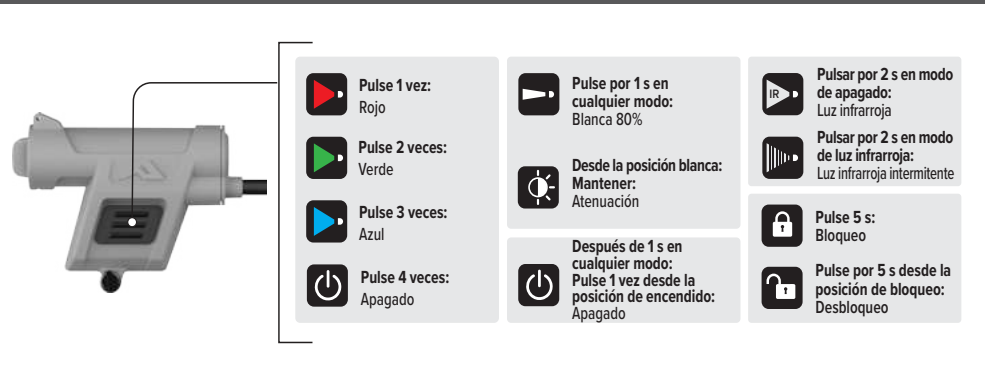 Pulse 1 vez:
Rojo
Pulse 2 veces:
Verde
Pulse 3 veces:
Azul
Pulse 4 veces:
Apagado
Pulse por 1 s en
cualquier modo:
Blanca 80%
Desde la posición blanca:
Mantener:
Atenuación
Después de 1 s en
cualquier modo:
Pulse 1 vez desde la
posición de encendido:
Apagado
IR
Pulsar por 2 s en modo
de apagado:
Luz infrarroja
Pulsar por 2 s en modo
de luz infrarroja:
Luz infrarroja intermitente
Pulse 5 s:
Bloqueo
Pulse por 5 s desde la
posición de bloqueo:
Desbloqueo